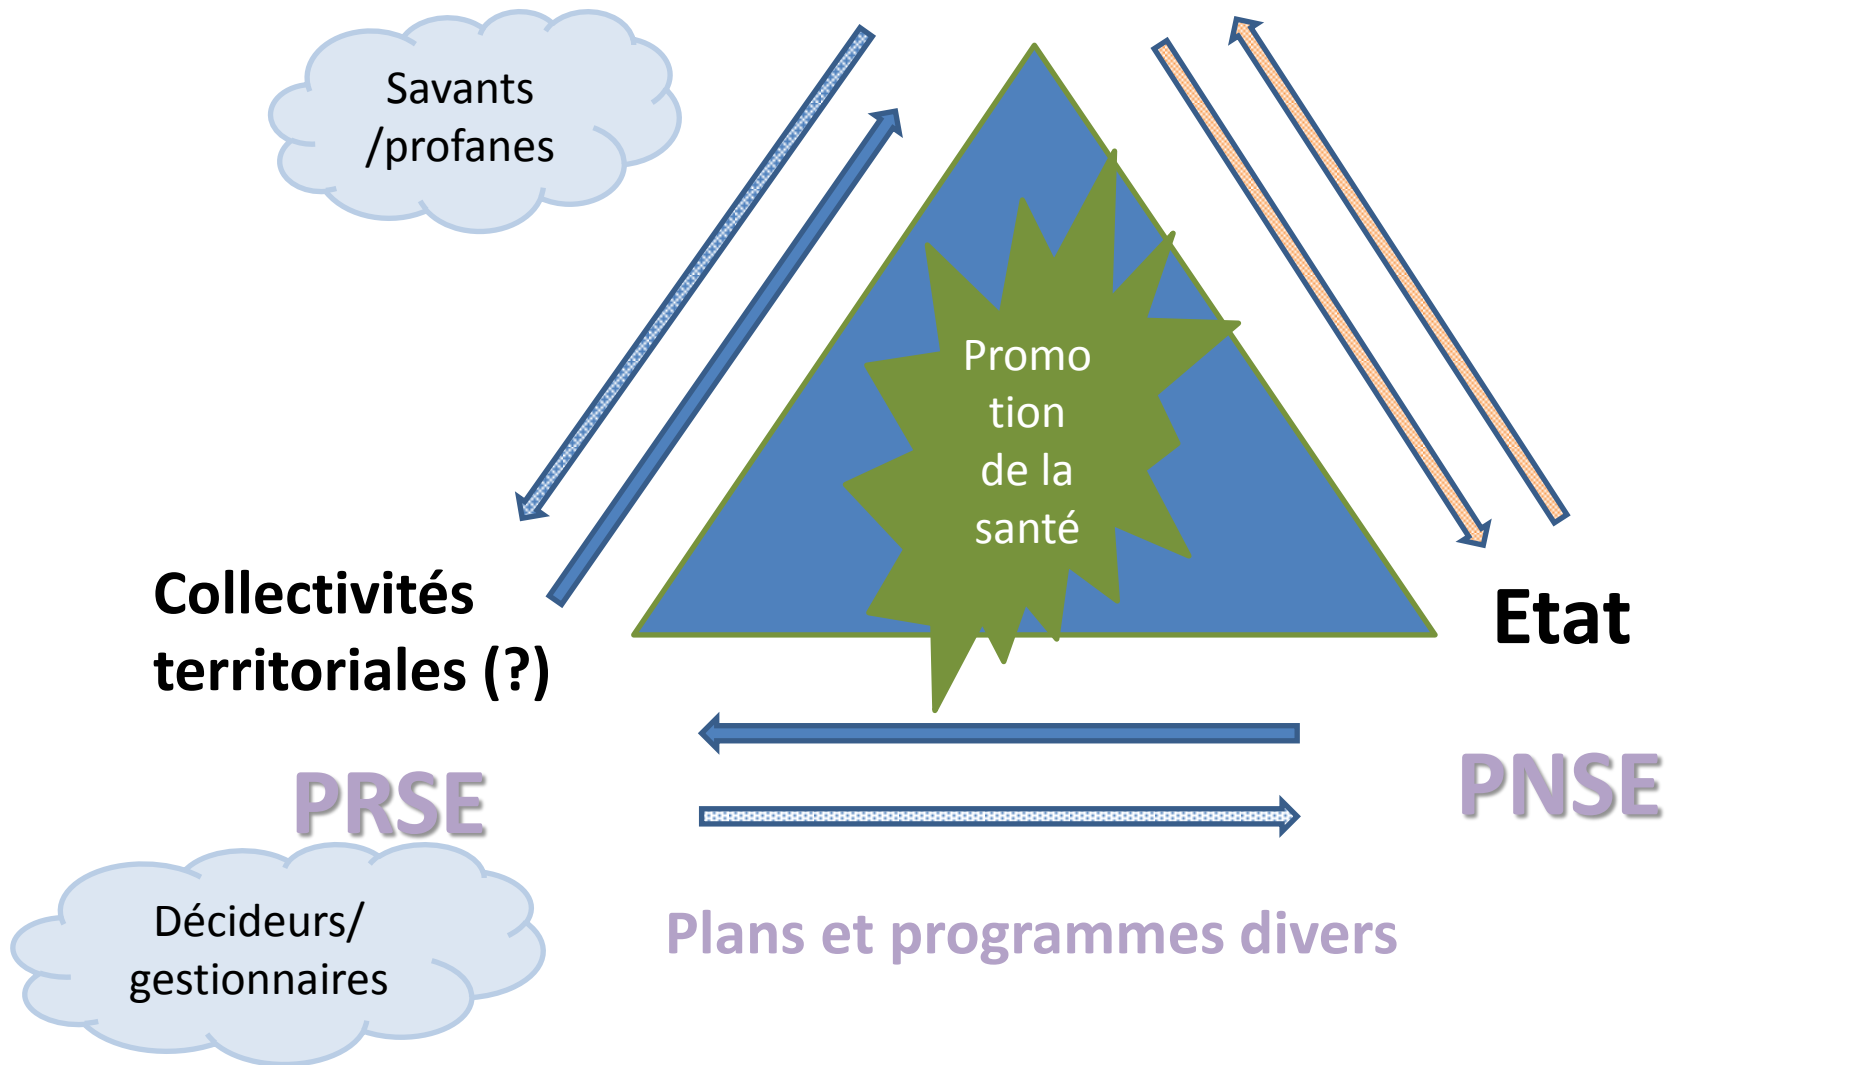 Savants
/profanes
Promo
tion
de la
santé
Collectivités
territoriales (?)
Etat
PRSE
PNSE
Décideurs/
gestionnaires
Plans et programmes divers